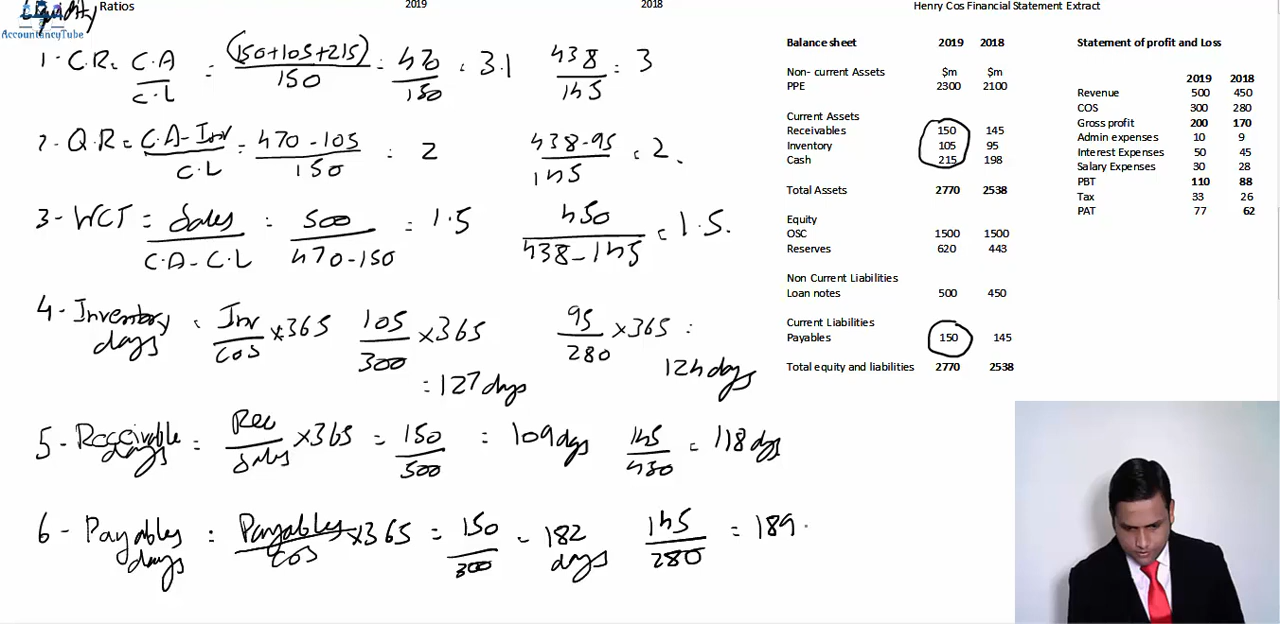 Liquidity Ratios 2019 2018 Henry Cos Financial Statement Extract
AccountancyTube
1- C.R = C.A / C.L = (150+105+215) / 150 = 470 / 150 = 3.1 438 / 145 = 3
2- Q.R = C.A - Inv / C.L = 470-105 / 150 = 2 438-95 / 145 = 2.
3- WCT = Sales / C.A - C.L = 500 / 470-150 = 1.5 450 / 438-145 = 1.5.
4- Inventory days = Inv / COS ×365 105 / 300 ×365 = 127 days 95 / 280 ×365 = 124 days
5- Receivable days = Rec / Sales ×365 = 150 / 500 = 109 days 145 / 450 = 118 days
6- Payables days = Payables / COS ×365 = 150 / 300 = 182 days 145 / 280 = 189.
Balance sheet 2019 2018
Non- current Assets $m $m
PPE 2300 2100
Current Assets
Receivables 150 145
Inventory 105 95
Cash 215 198
Total Assets 2770 2538
Equity
OSC 1500 1500
Reserves 620 443
Non Current Liabilities
Loan notes 500 450
Current Liabilities
Payables 150 145
Total equity and liabilities 2770 2538
Statement of profit and Loss
2019 2018
Revenue 500 450
COS 300 280
Gross profit 200 170
Admin expenses 10 9
Interest Expenses 50 45
Salary Expenses 30 28
PBT 110 88
Tax 33 26
PAT 77 62